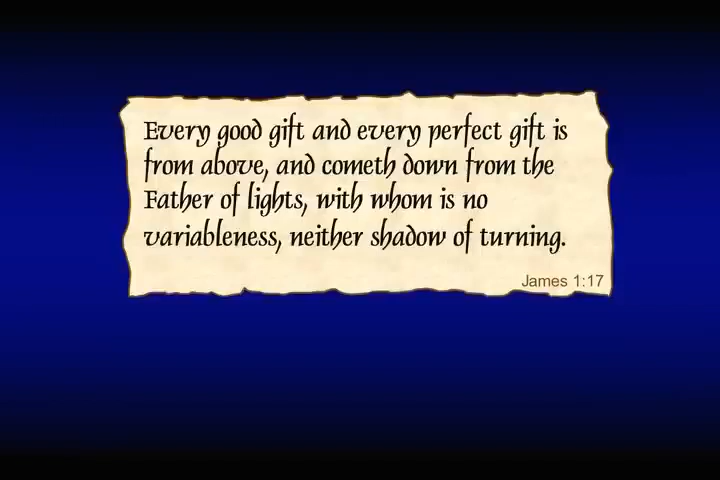 Every good gift and every perfect gift is
from above, and cometh down from the
Father of lights, with whom is no
variableness, neither shadow of turning.
James 1:17